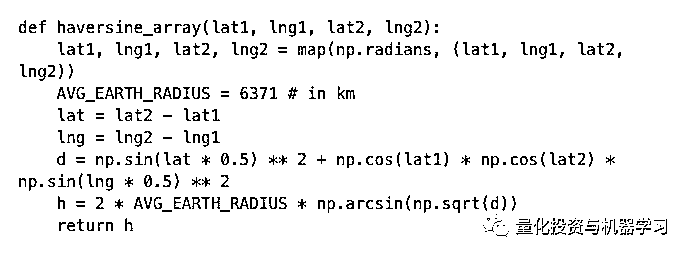 def haversine_array(lat1, lng1, lat2, lng2):
    lat1, lng1, lat2, lng2 = map(np.radians, (lat1, lng1, lat2,
lng2))
    AVG_EARTH_RADIUS = 6371 # in km
    lat = lat2 - lat1
    lng = lng2 - lng1
    d = np.sin(lat * 0.5) ** 2 + np.cos(lat1) * np.cos(lat2) *
np.sin(lng * 0.5) ** 2
    h = 2 * AVG_EARTH_RADIUS * np.arcsin(np.sqrt(d))
    return h
量化投资与机器学习